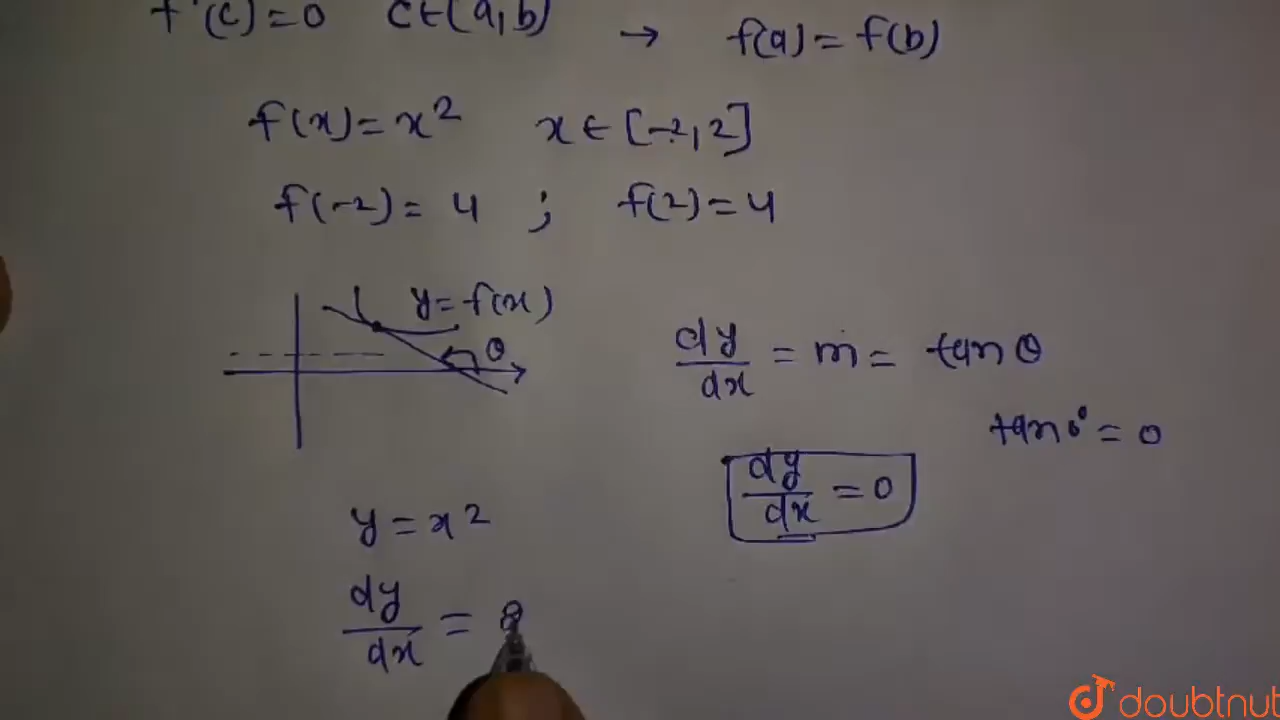 f'(c)=0 c∈(a,b) → f(a)=f(b)
f(x)=x² x∈[-2,2]
f(-2)=4 ; f(2)=4
y=f(x)
θ
dy/dx = m = tan θ
tan 0° = 0
dy/dx = 0
y=x²
dy/dx =
doubtnut